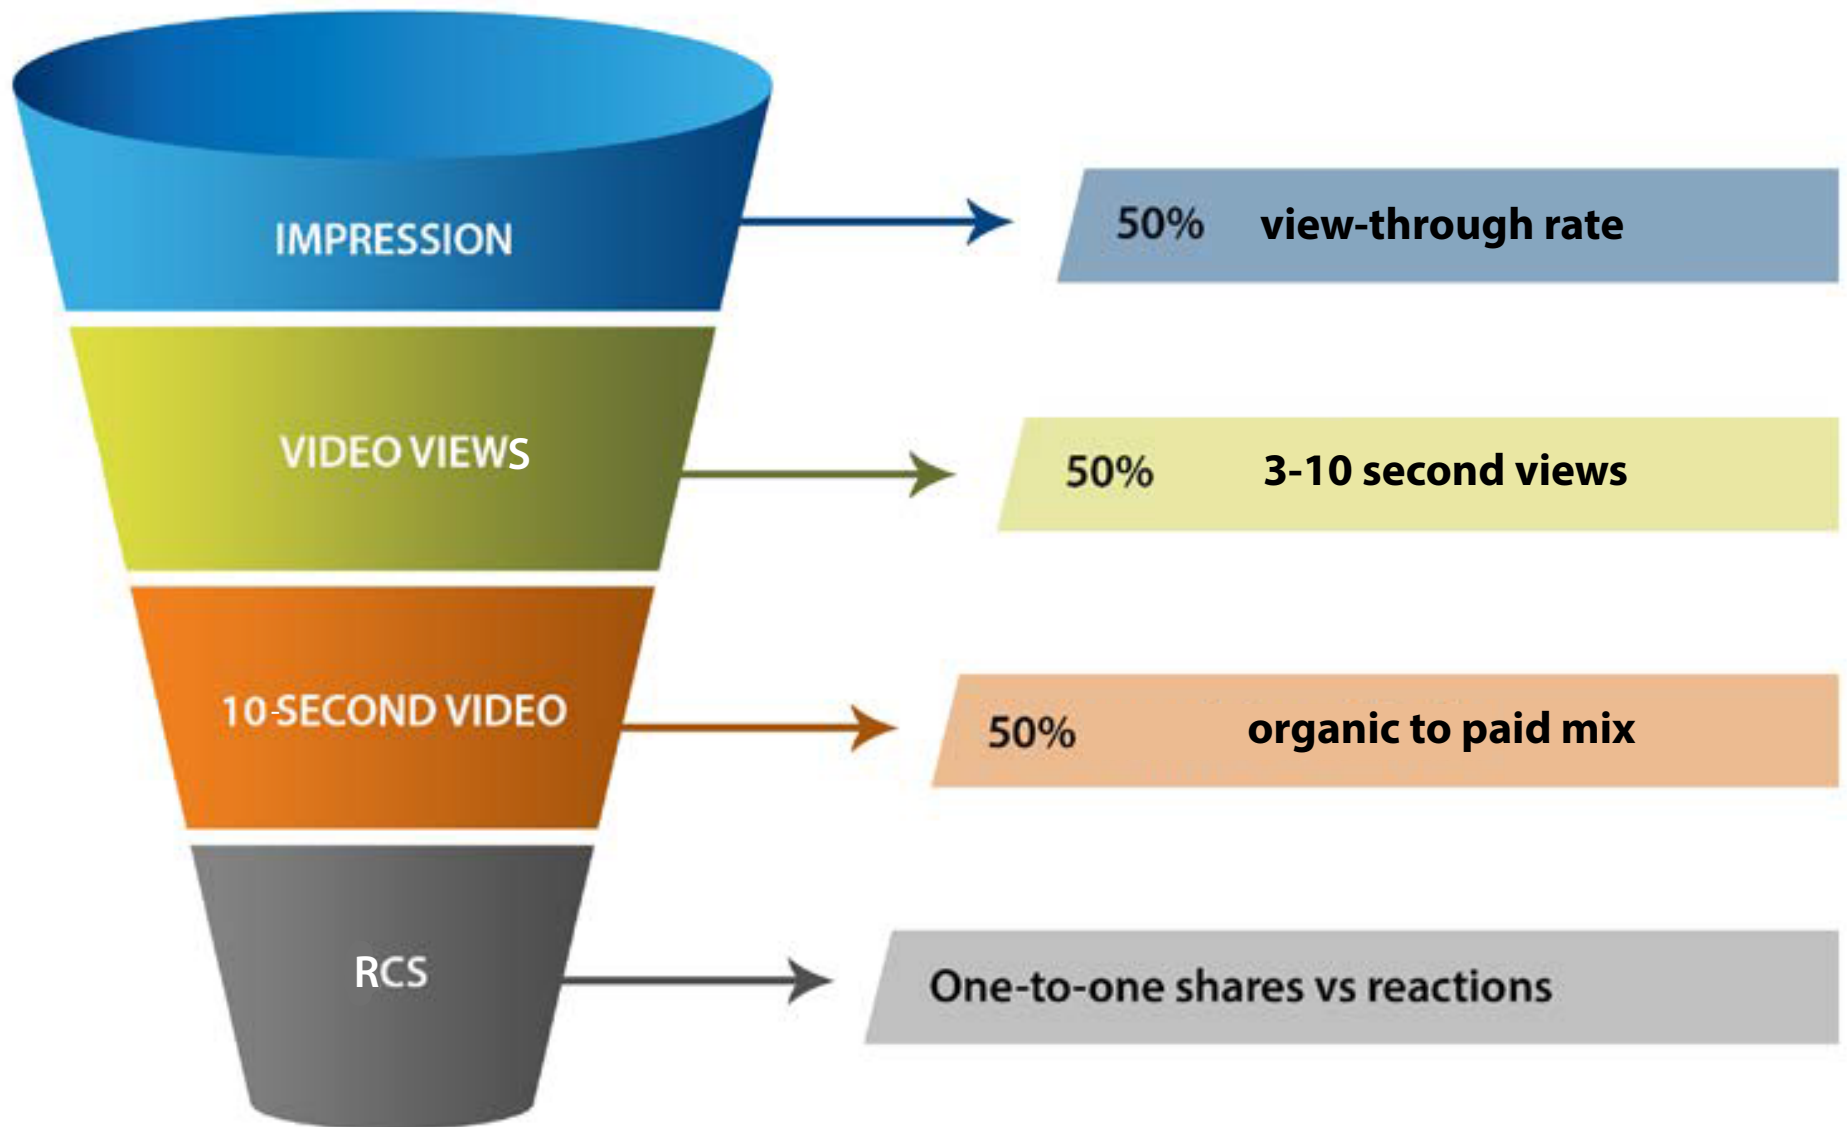 IMPRESSION
50% view-through rate
VIDEO VIEWS
50% 3-10 second views
10-SECOND VIDEO
50% organic to paid mix
RCS
One-to-one shares vs reactions